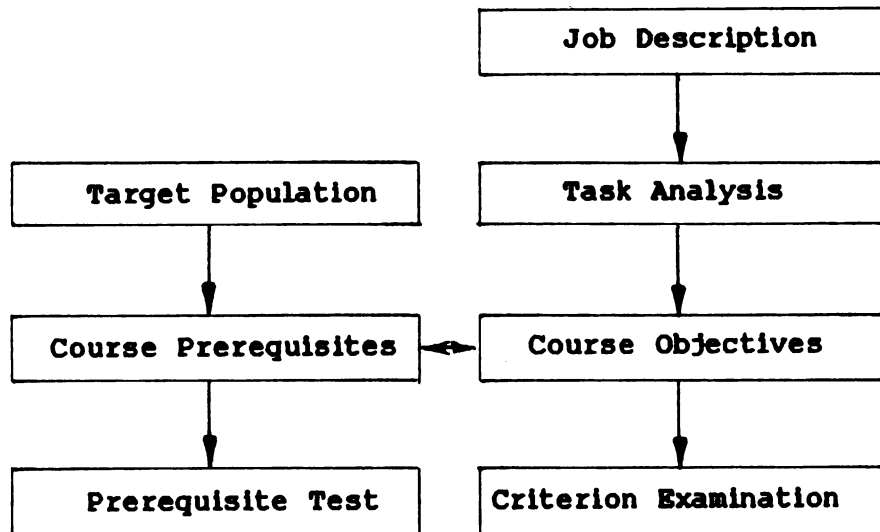 Job Description
Target Population
Task Analysis
Course Prerequisites
Course Objectives
Prerequisite Test
Criterion Examination